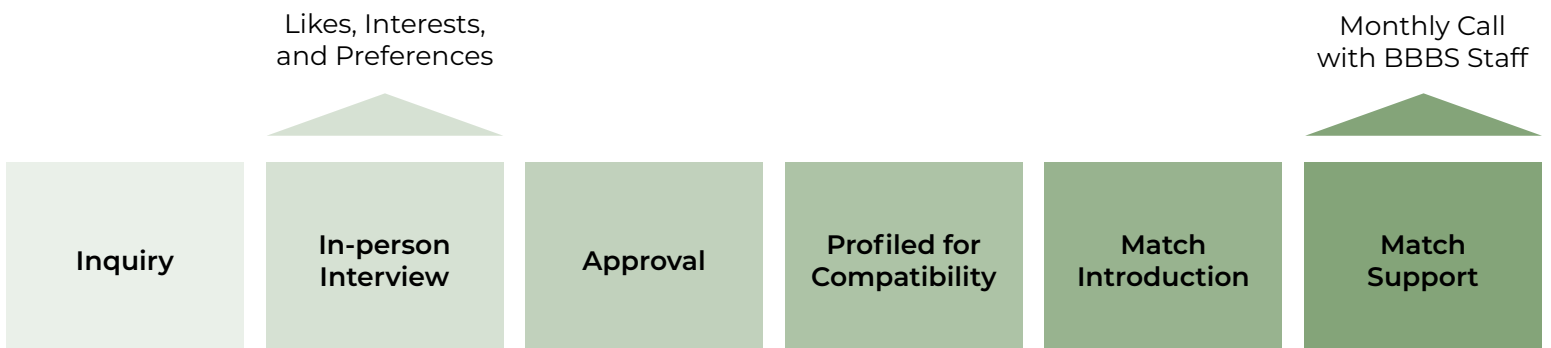 Likes, Interests,
and Preferences
Monthly Call
with BBBS Staff
Inquiry
In-person
Interview
Approval
Profiled for
Compatibility
Match
Introduction
Match
Support